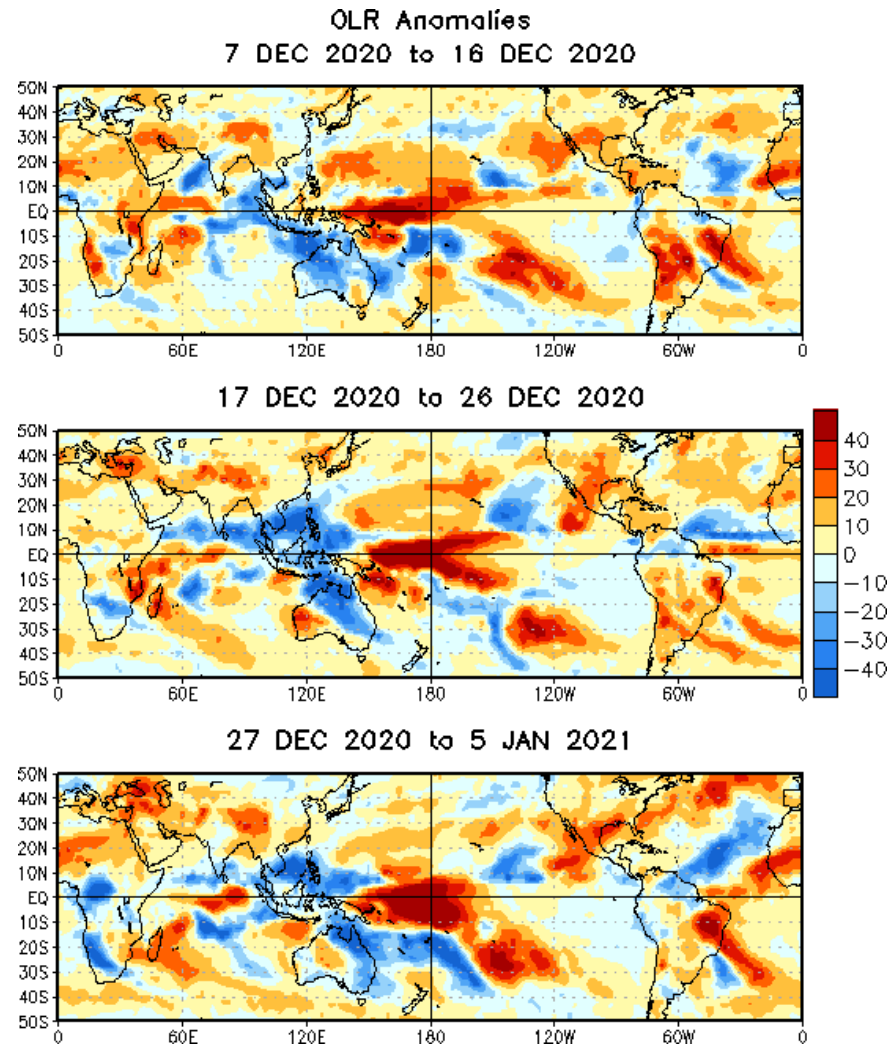 OLR Anomalies
7 DEC 2020 to 16 DEC 2020
50N
40N
30N
20N
10N
EQ
10S
20S
30S
40S
50S
0 60E 120E 180 120W 60W 0
17 DEC 2020 to 26 DEC 2020
50N
40N
30N
20N
10N
EQ
10S
20S
30S
40S
50S
0 60E 120E 180 120W 60W 0
40
30
20
10
0
-10
-20
-30
-40
27 DEC 2020 to 5 JAN 2021
50N
40N
30N
20N
10N
EQ
10S
20S
30S
40S
50S
0 60E 120E 180 120W 60W 0